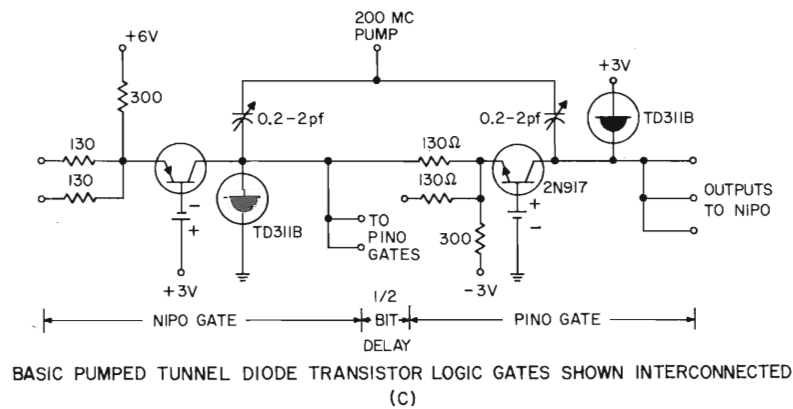 200 MC
PUMP
+6V
300
0.2-2pf
0.2-2pf
+3V
TD311B
130
130
130Ω
130Ω
2N917
-
+
TD311B
TO
PINO
GATES
300
+
-
OUTPUTS
TO NIPO
+3V
-3V
NIPO GATE
1/2
BIT
DELAY
PINO GATE
BASIC PUMPED TUNNEL DIODE TRANSISTOR LOGIC GATES SHOWN INTERCONNECTED
(C)